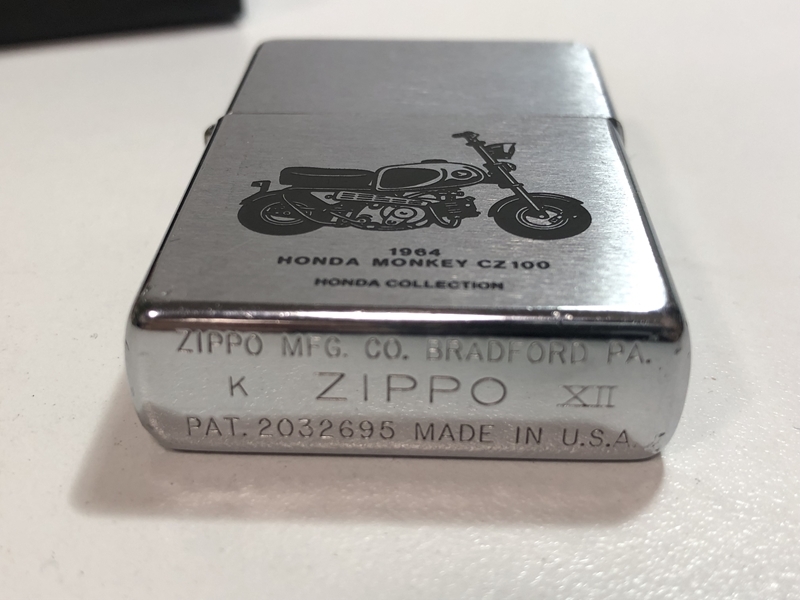 1964
HONDA MONKEY CZ100
HONDA COLLECTION
ZIPPO MFG. CO. BRADFORD PA.
K ZIPPO XII
PAT. 2032695 MADE IN U.S.A.